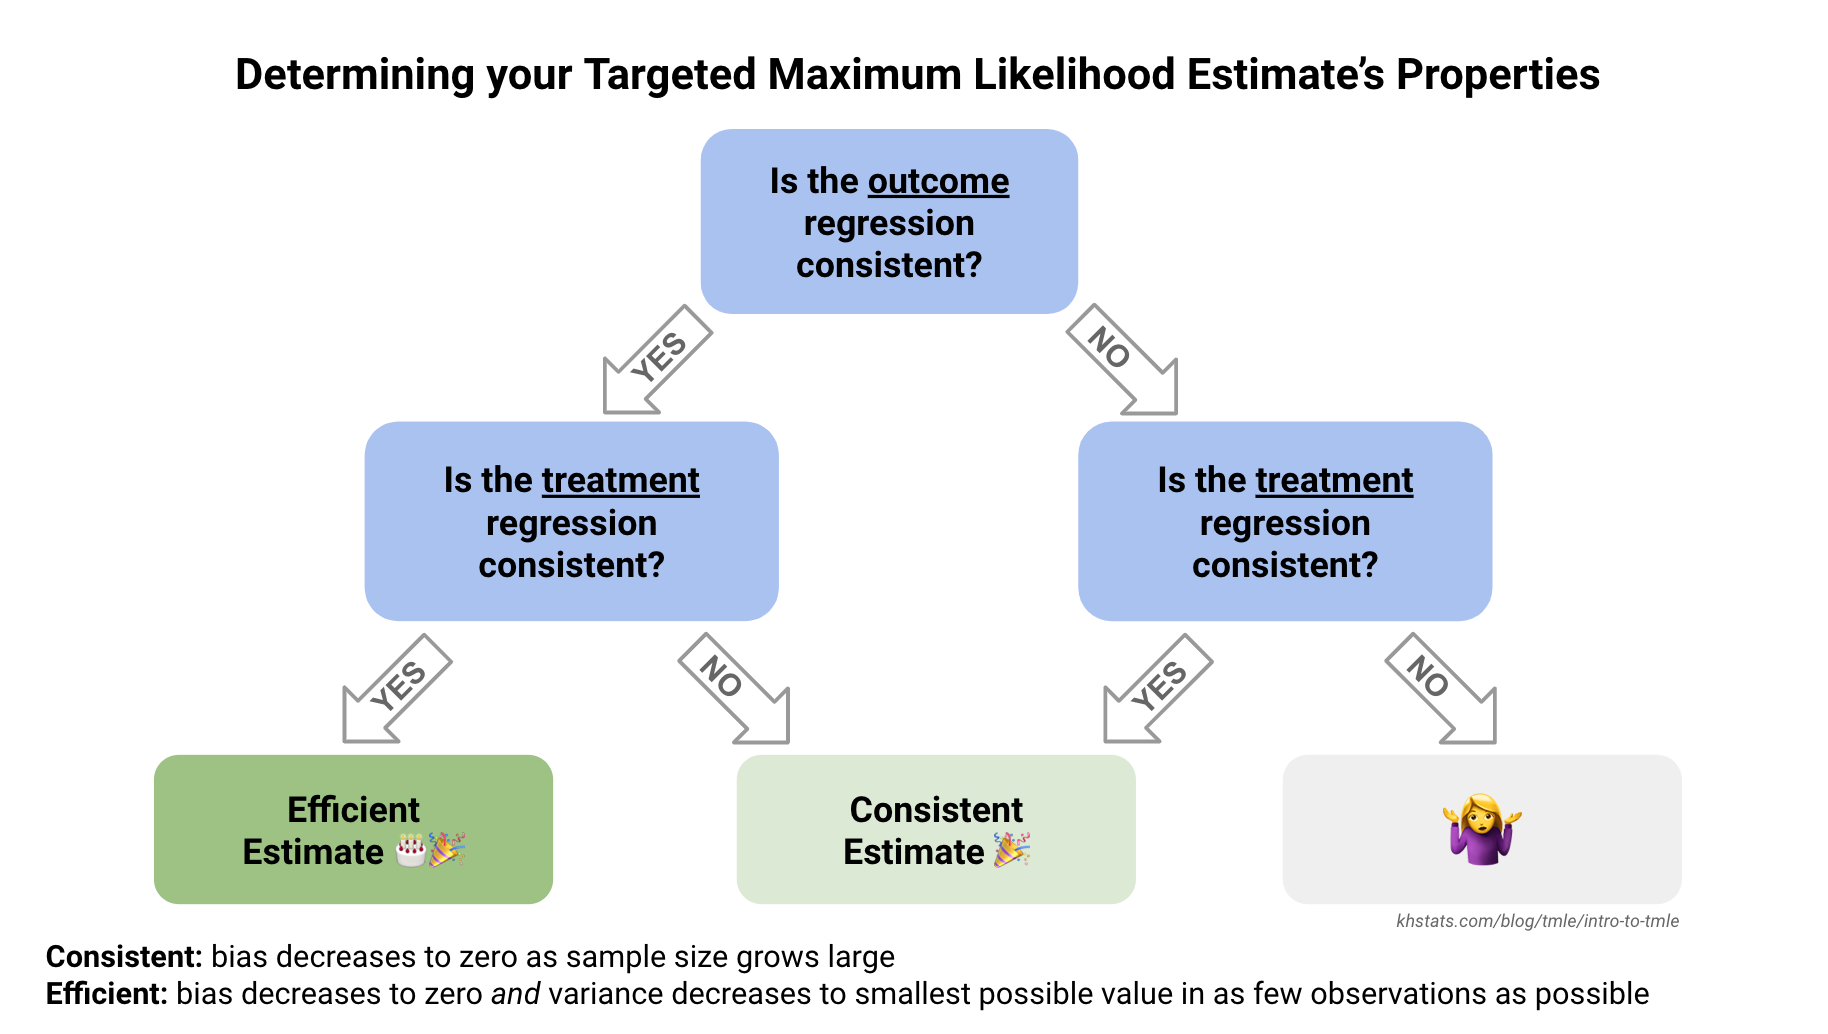 Determining your Targeted Maximum Likelihood Estimate’s Properties
Is the outcome
regression
consistent?
YES
NO
Is the treatment
regression
consistent?
Is the treatment
regression
consistent?
YES
NO
YES
NO
Efficient
Estimate 🎂🎉
Consistent
Estimate 🎉
🤷‍♀️
khstats.com/blog/tmle/intro-to-tmle
Consistent: bias decreases to zero as sample size grows large
Efficient: bias decreases to zero and variance decreases to smallest possible value in as few observations as possible